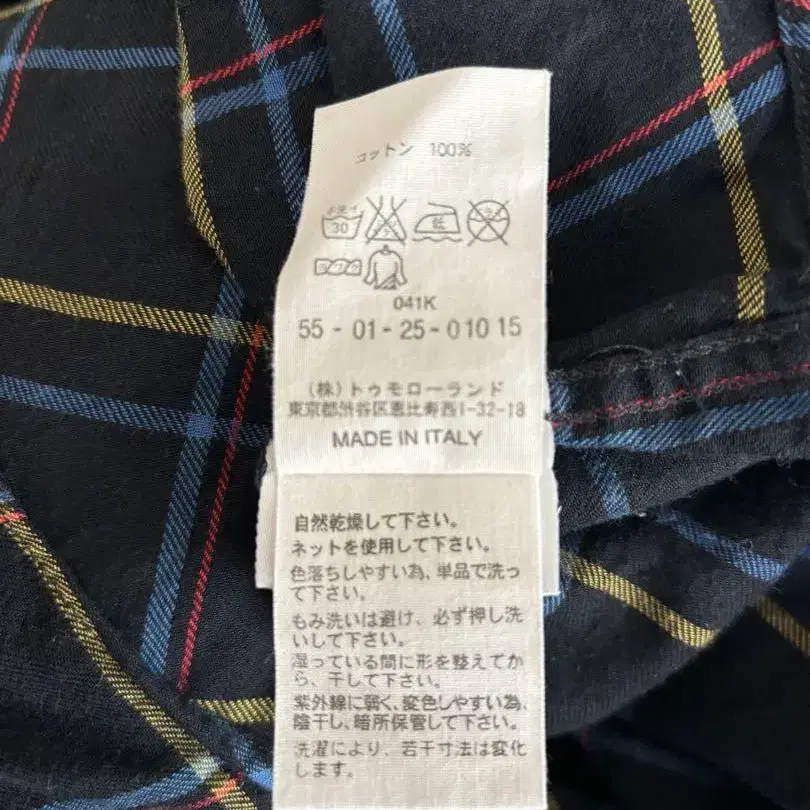 コットン 100%
30
041K
55 - 01 - 25 - 010 15
(株)トゥモローランド
東京都渋谷区恵比寿西1-32-18
MADE IN ITALY
自然乾燥して下さい。
ネットを使用して下さい。
色落ちしやすい為、単品で洗っ
て下さい。
もみ洗いは避け、必ず押し洗
いして下さい。
湿っている間に形を整えてか
ら、干して下さい。
紫外線に弱く、変色しやすい為、
陰干し、暗所保管して下さい。
洗濯により、若干寸法は変化
します。